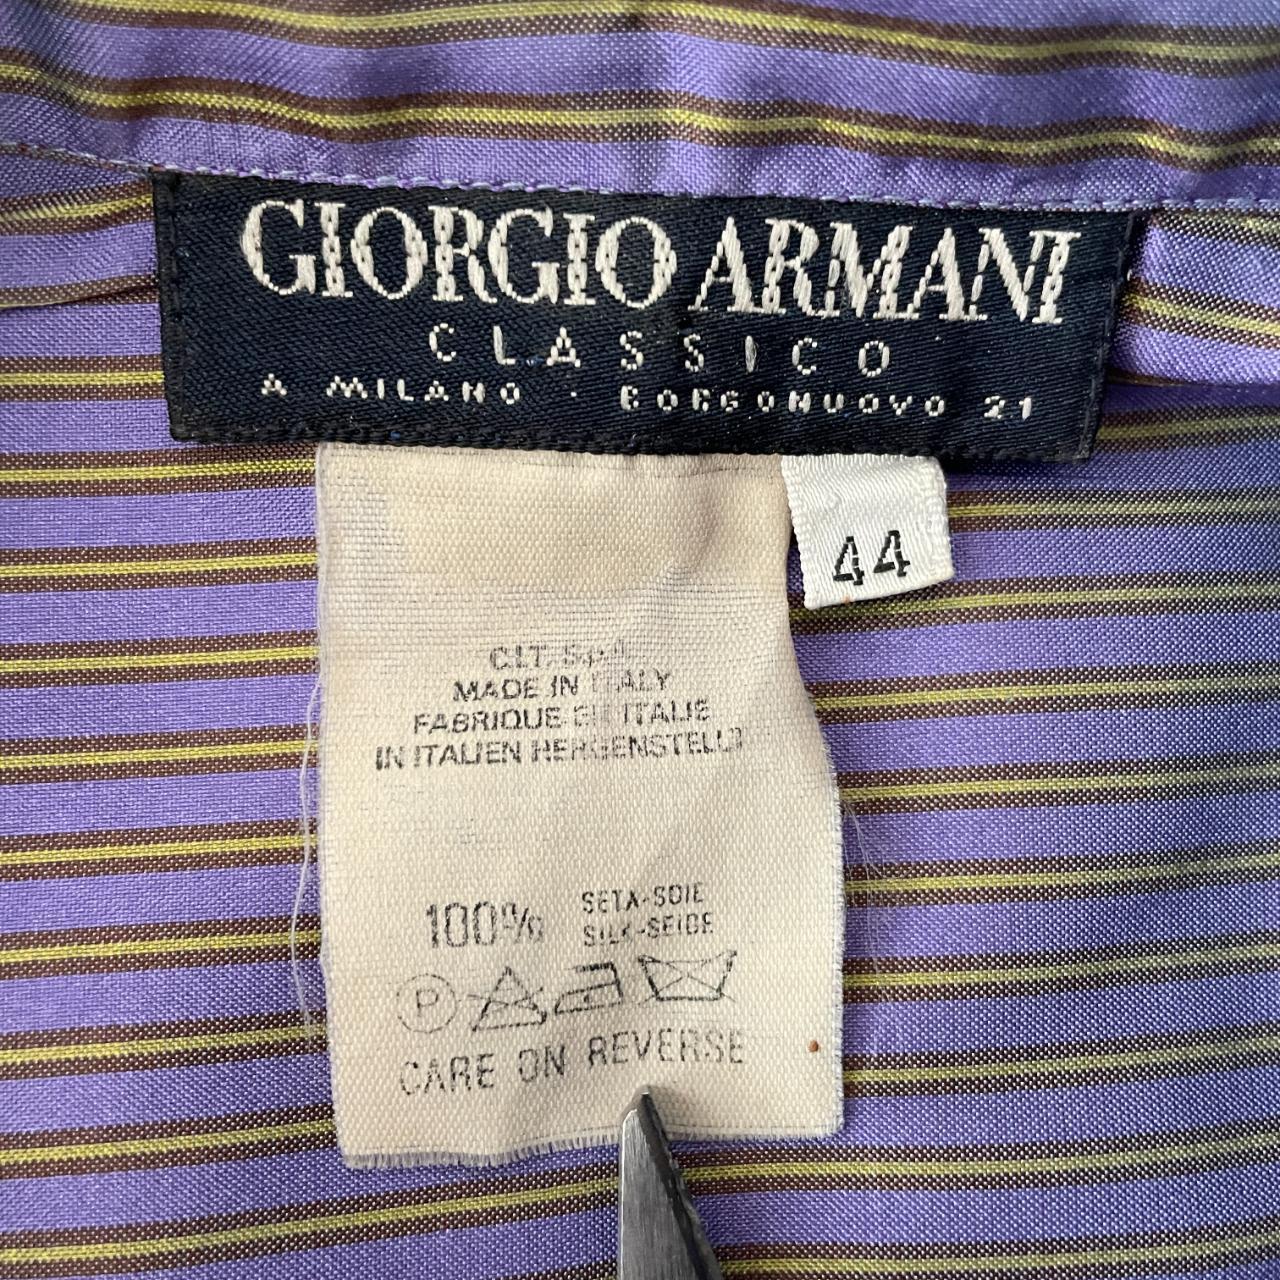 GIORGIO ARMANI
CLASSICO
A MILANO · BORGONUOVO 21
44
C.I.T. S.p.A.
MADE IN ITALY
FABRIQUE EN ITALIE
IN ITALIEN HERGENSTELLT
100% SETA-SOIE
SILK-SEIDE
P
CARE ON REVERSE